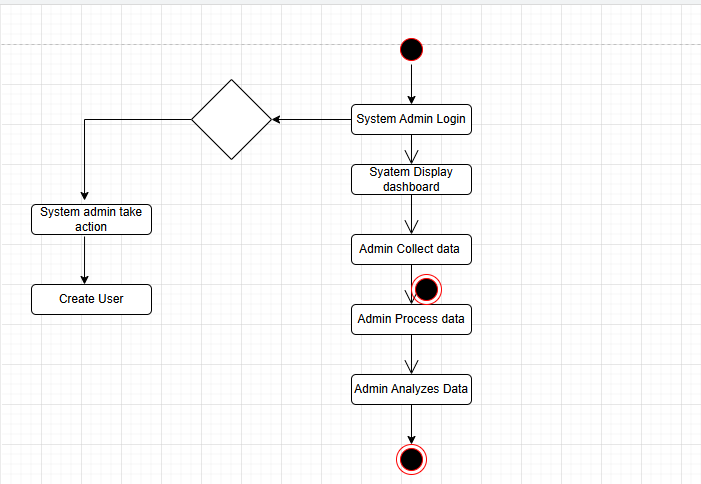 System Admin Login
Syatem Display
dashboard
System admin take
action
Admin Collect data
Create User
Admin Process data
Admin Analyzes Data